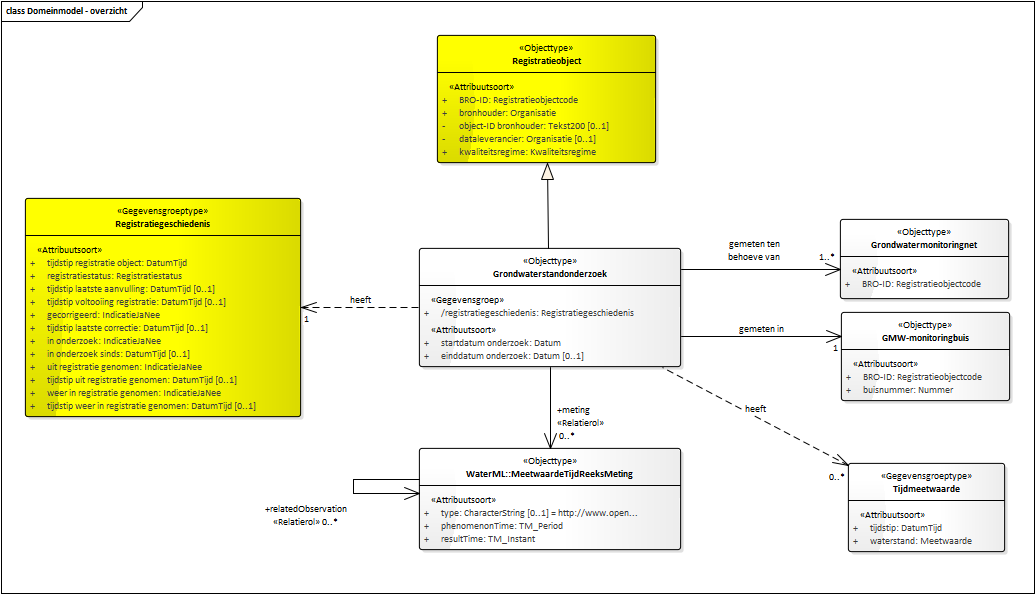 class Domeinmodel - overzicht
«Objecttype»
Registratieobject
«Attribuutsoort»
+ BRO-ID: Registratieobjectcode
+ bronhouder: Organisatie
- object-ID bronhouder: Tekst200 [0..1]
- dataleverancier: Organisatie [0..1]
+ kwaliteitsregime: Kwaliteitsregime
«Gegevensgroeptype»
Registratiegeschiedenis
«Attribuutsoort»
+ tijdstip registratie object: DatumTijd
+ registratiestatus: Registratiestatus
+ tijdstip laatste aanvulling: DatumTijd [0..1]
+ tijdstip voltooiing registratie: DatumTijd [0..1]
+ gecorrigeerd: IndicatieJaNee
+ tijdstip laatste correctie: DatumTijd [0..1]
+ in onderzoek: IndicatieJaNee
+ in onderzoek sinds: DatumTijd [0..1]
+ uit registratie genomen: IndicatieJaNee
+ tijdstip uit registratie genomen: DatumTijd [0..1]
+ weer in registratie genomen: IndicatieJaNee
+ tijdstip weer in registratie genomen: DatumTijd [0..1]
heeft
1
«Objecttype»
Grondwaterstandonderzoek
«Gegevensgroep»
+ /registratiegeschiedenis: Registratiegeschiedenis
«Attribuutsoort»
+ startdatum onderzoek: Datum
+ einddatum onderzoek: Datum [0..1]
gemeten ten
behoeve van
1..*
«Objecttype»
Grondwatermonitoringnet
«Attribuutsoort»
+ BRO-ID: Registratieobjectcode
gemeten in
1
«Objecttype»
GMW-monitoringbuis
«Attribuutsoort»
+ BRO-ID: Registratieobjectcode
+ buisnummer: Nummer
heeft
0..*
«Gegevensgroeptype»
Tijdmeetwaarde
«Attribuutsoort»
+ tijdstip: DatumTijd
+ waterstand: Meetwaarde
+meting
«Relatierol»
0..*
«Objecttype»
WaterML::MeetwaardeTijdReeksMeting
«Attribuutsoort»
+ type: CharacterString [0..1] = http://www.open...
+ phenomenonTime: TM_Period
+ resultTime: TM_Instant
+relatedObservation
«Relatierol» 0..*